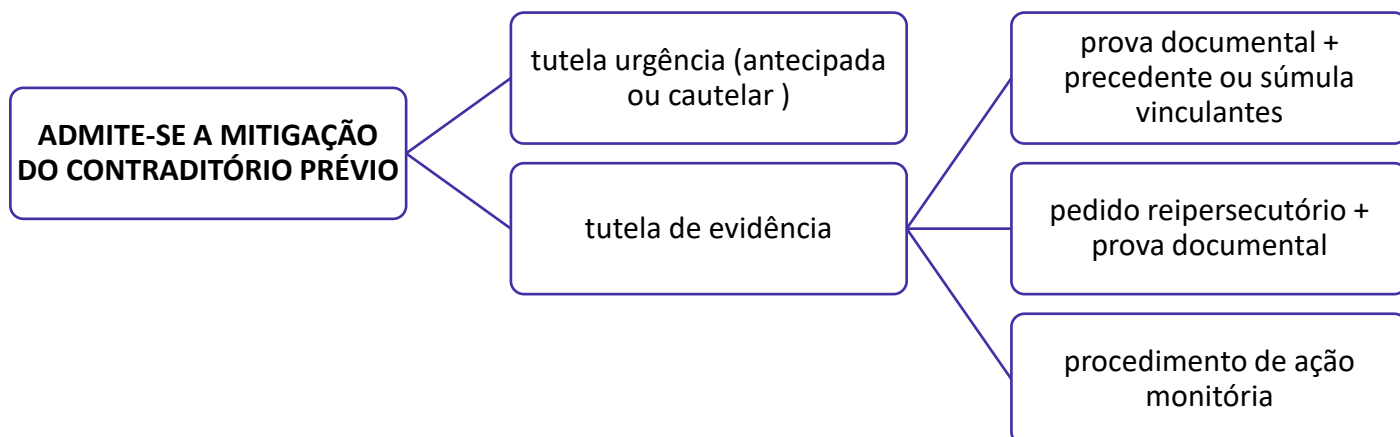 ADMITE-SE A MITIGAÇÃO
DO CONTRADITÓRIO PRÉVIO
tutela urgência (antecipada
ou cautelar )
tutela de evidência
prova documental +
precedente ou súmula
vinculantes
pedido reipersecutório +
prova documental
procedimento de ação
monitória